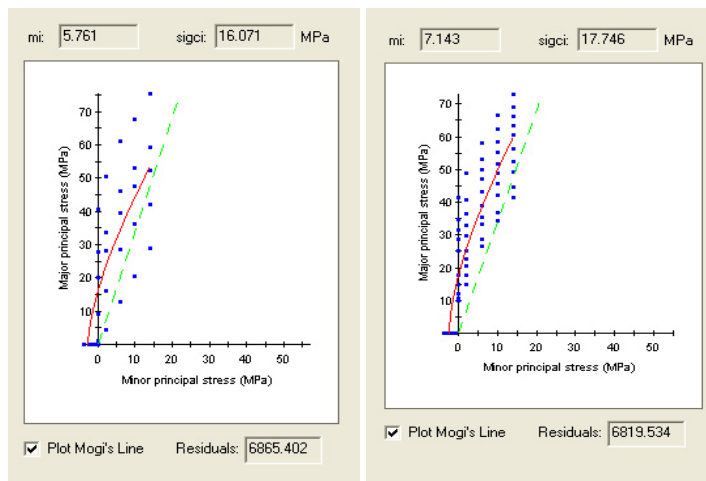 mi: 5.761 sigci: 16.071 MPa
70
60
50
40
30
20
10
Major principal stress (MPa)
0 10 20 30 40 50
Minor principal stress (MPa)
Plot Mogi's Line Residuals: 6865.402
mi: 7.143 sigci: 17.746 MPa
70
60
50
40
30
20
10
Major principal stress (MPa)
0 10 20 30 40 50
Minor principal stress (MPa)
Plot Mogi's Line Residuals: 6819.534